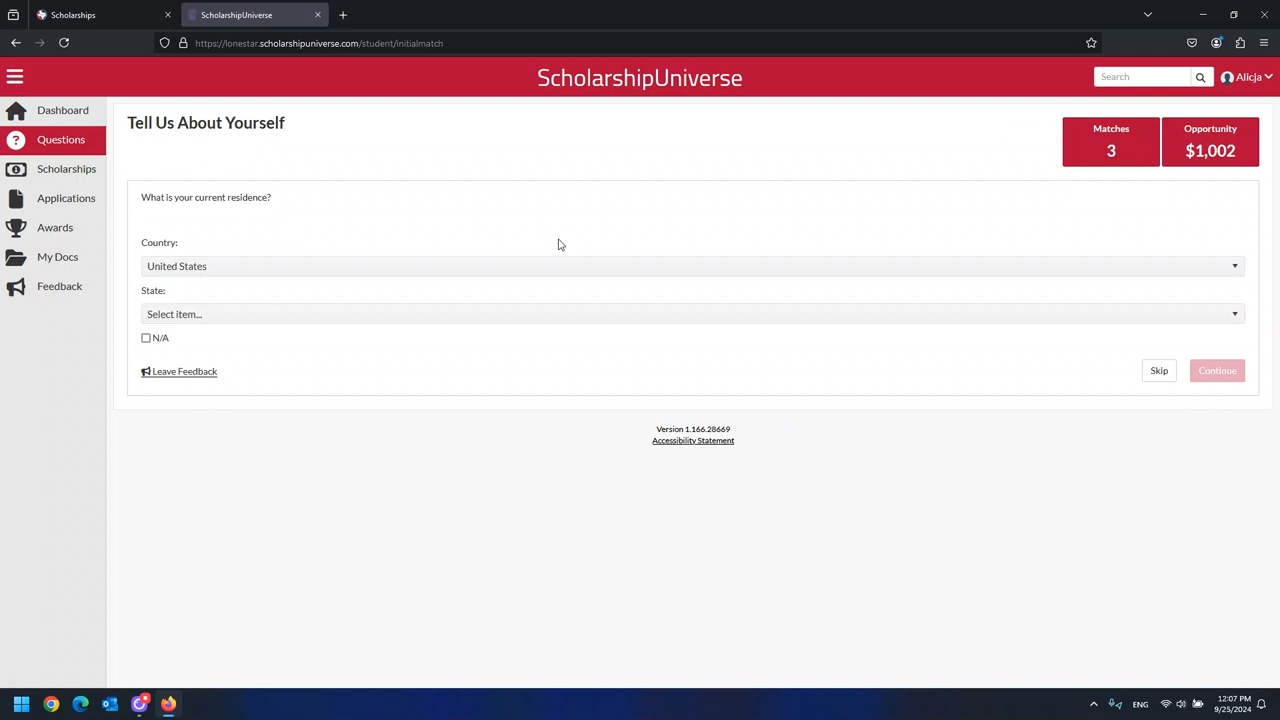 Scholarships
ScholarshipUniverse
https://lonestar.scholarshipuniverse.com/student/initialmatch
ScholarshipUniverse
Search
Alicja
Dashboard
Questions
Scholarships
Applications
Awards
My Docs
Feedback
Tell Us About Yourself
Matches
3
Opportunity
$1,002
What is your current residence?
Country:
United States
State:
Select item...
N/A
Leave Feedback
Skip
Continue
Version 1.166.28669
Accessibility Statement
ENG
12:07 PM
9/25/2024